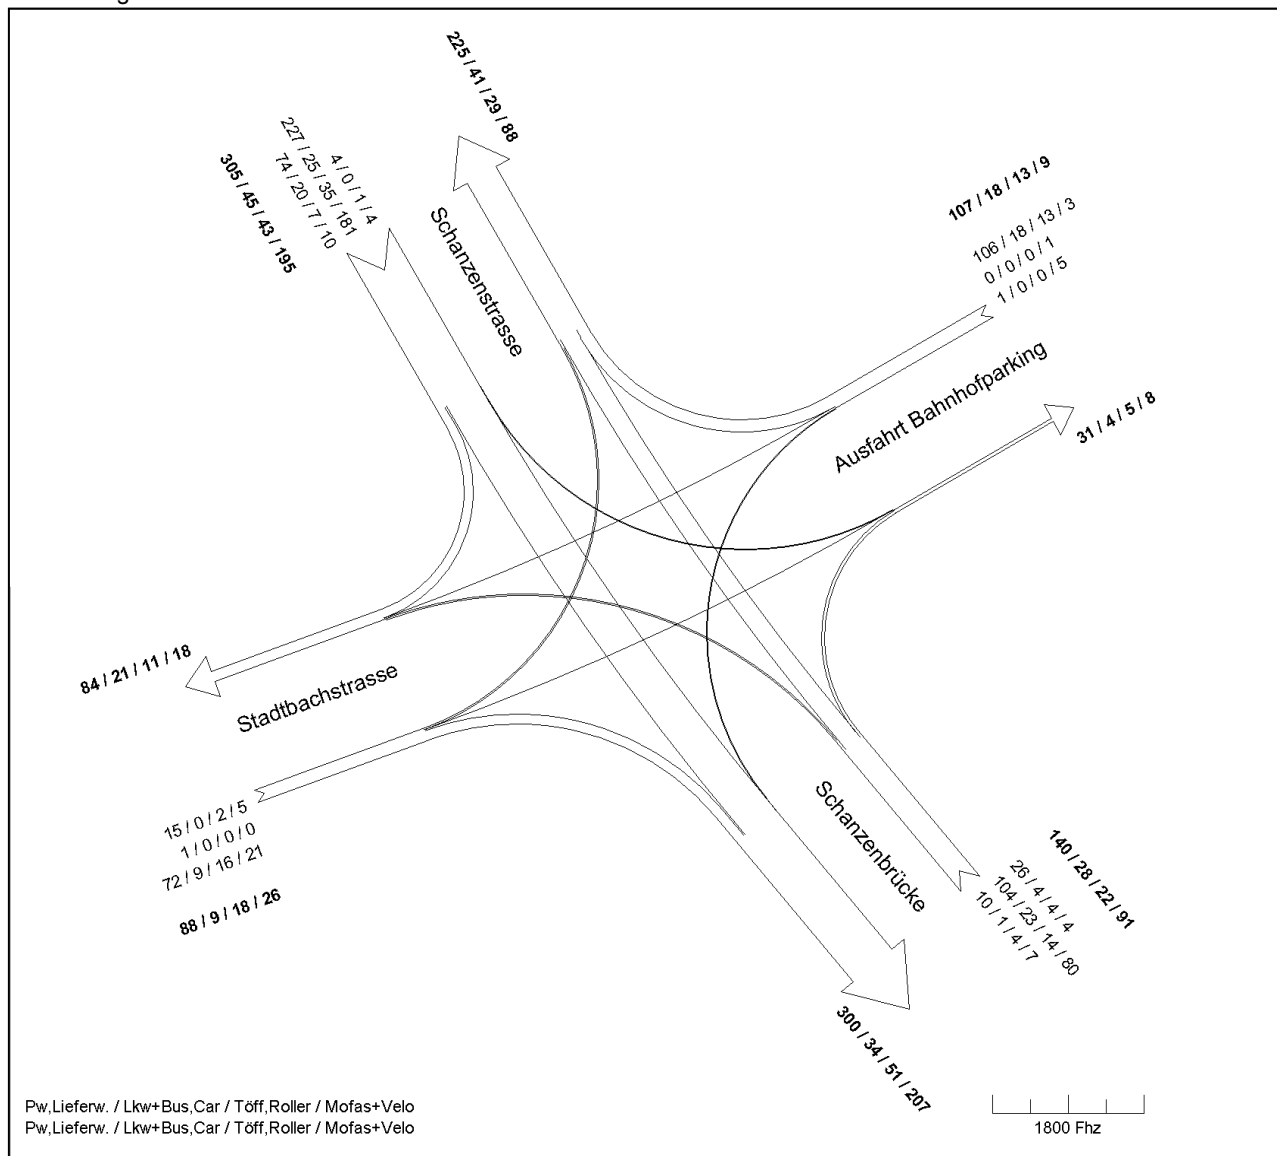 225 / 41 / 29 / 88
4 / 0 / 1 / 4
227 / 25 / 35 / 181
74 / 20 / 7 / 10
305 / 45 / 43 / 195
Schanzenstrasse
107 / 18 / 13 / 9
106 / 18 / 13 / 3
0 / 0 / 0 / 1
1 / 0 / 0 / 5
Ausfahrt Bahnhofparking
31 / 4 / 5 / 8
84 / 21 / 11 / 18
Stadtbachstrasse
15 / 0 / 2 / 5
1 / 0 / 0 / 0
72 / 9 / 16 / 21
88 / 9 / 18 / 26
Schanzenbrücke
140 / 28 / 22 / 91
26 / 4 / 4 / 4
104 / 23 / 14 / 80
10 / 1 / 4 / 7
300 / 34 / 51 / 207
Pw,Lieferw. / Lkw+Bus,Car / Töff,Roller / Mofas+Velo
Pw,Lieferw. / Lkw+Bus,Car / Töff,Roller / Mofas+Velo
1800 Fhz